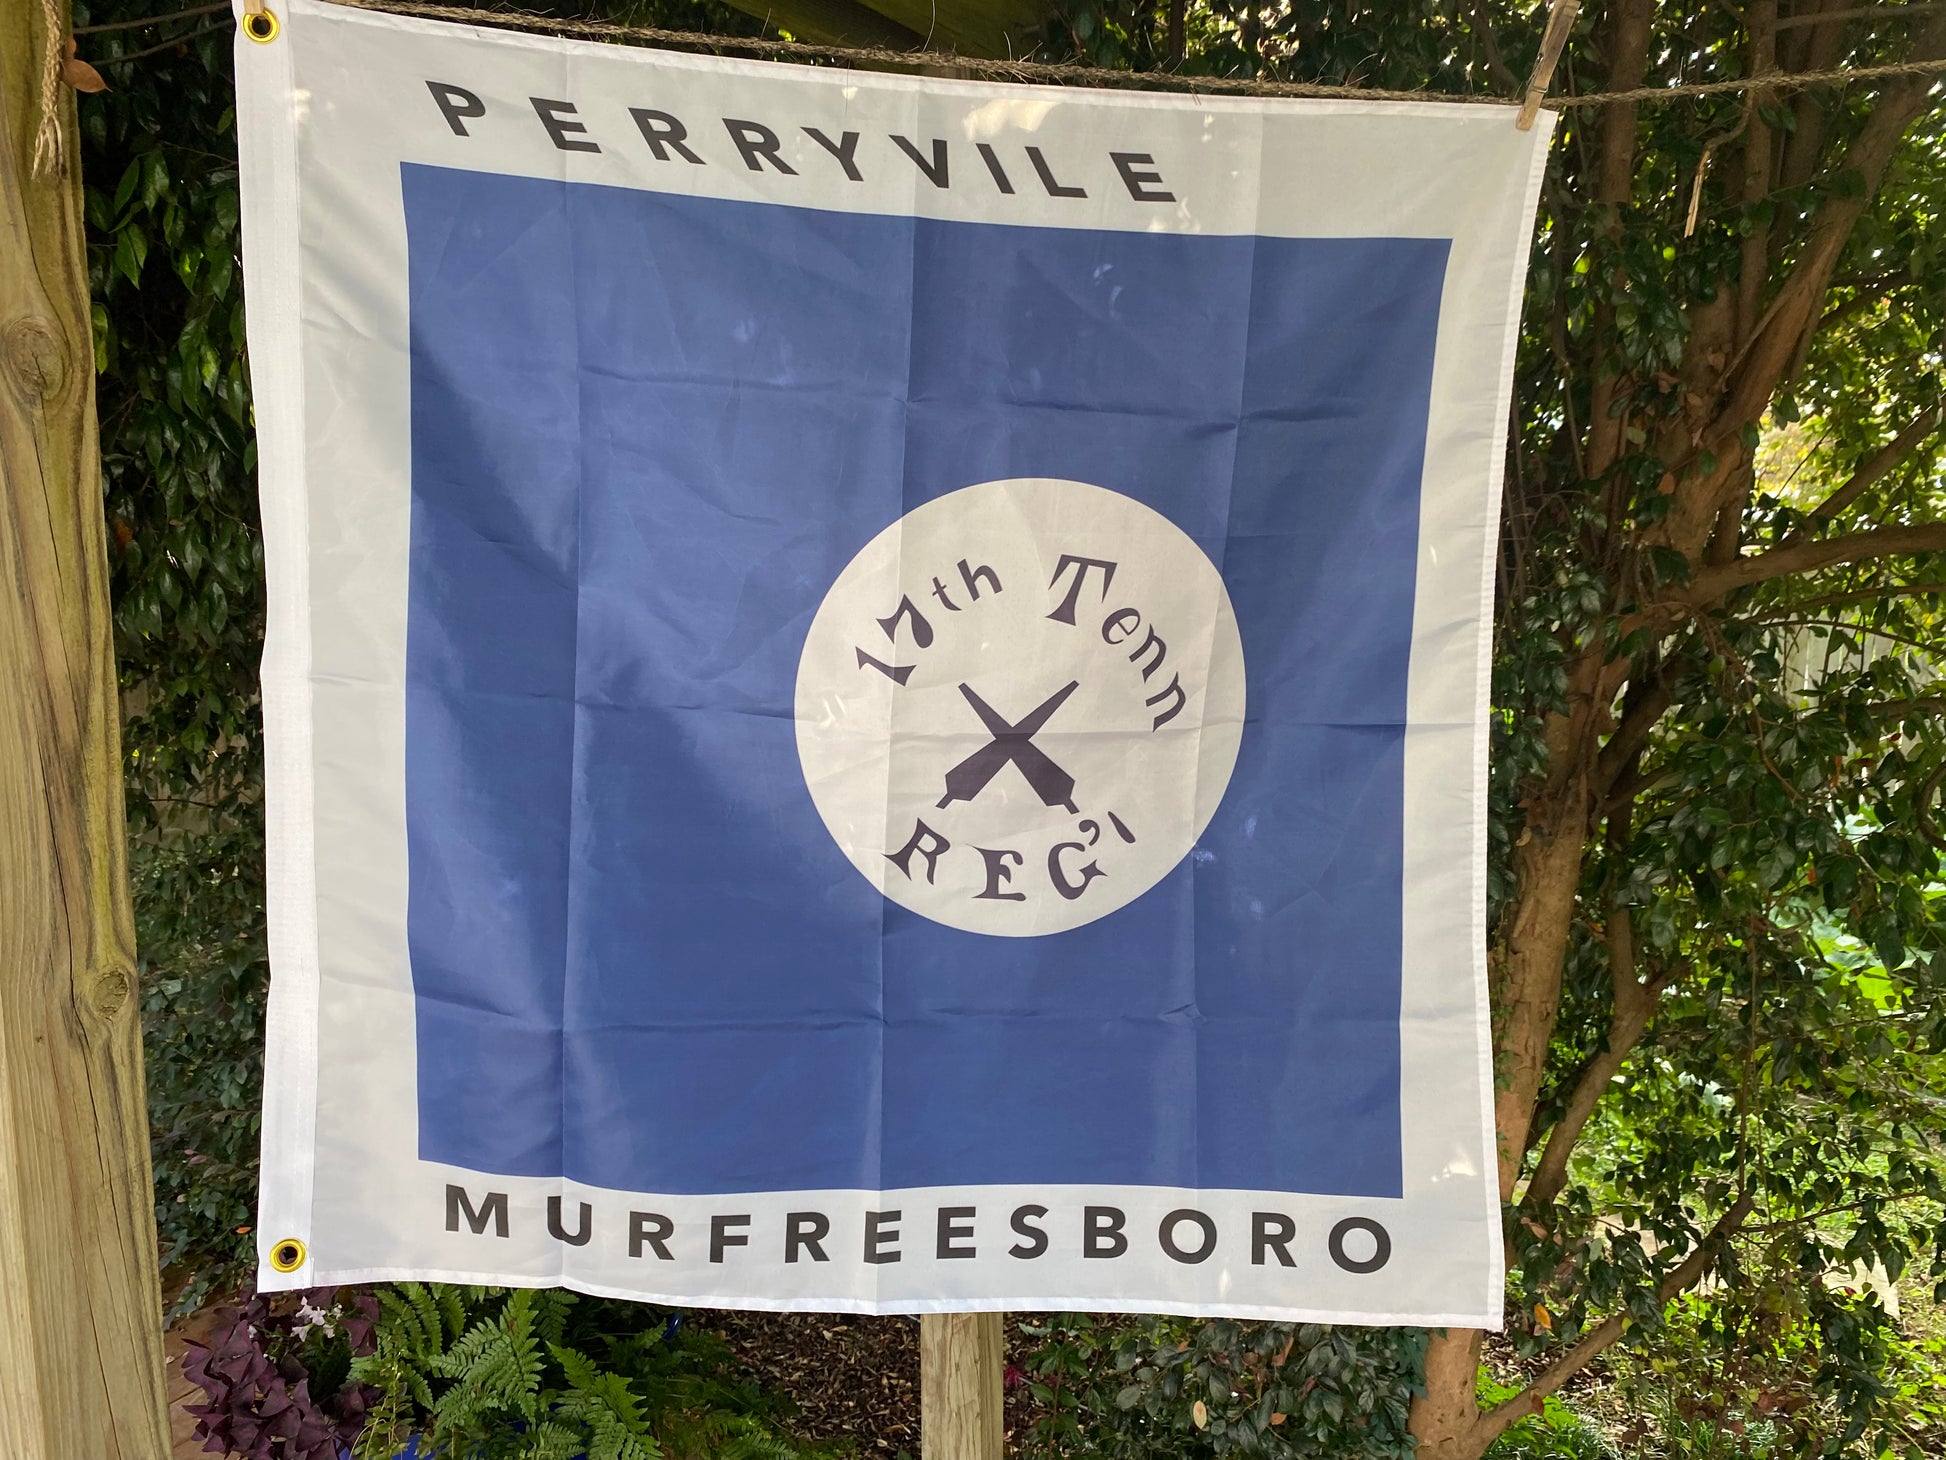 PERRYVILE
17th Tenn
REG'
MURFREESBORO